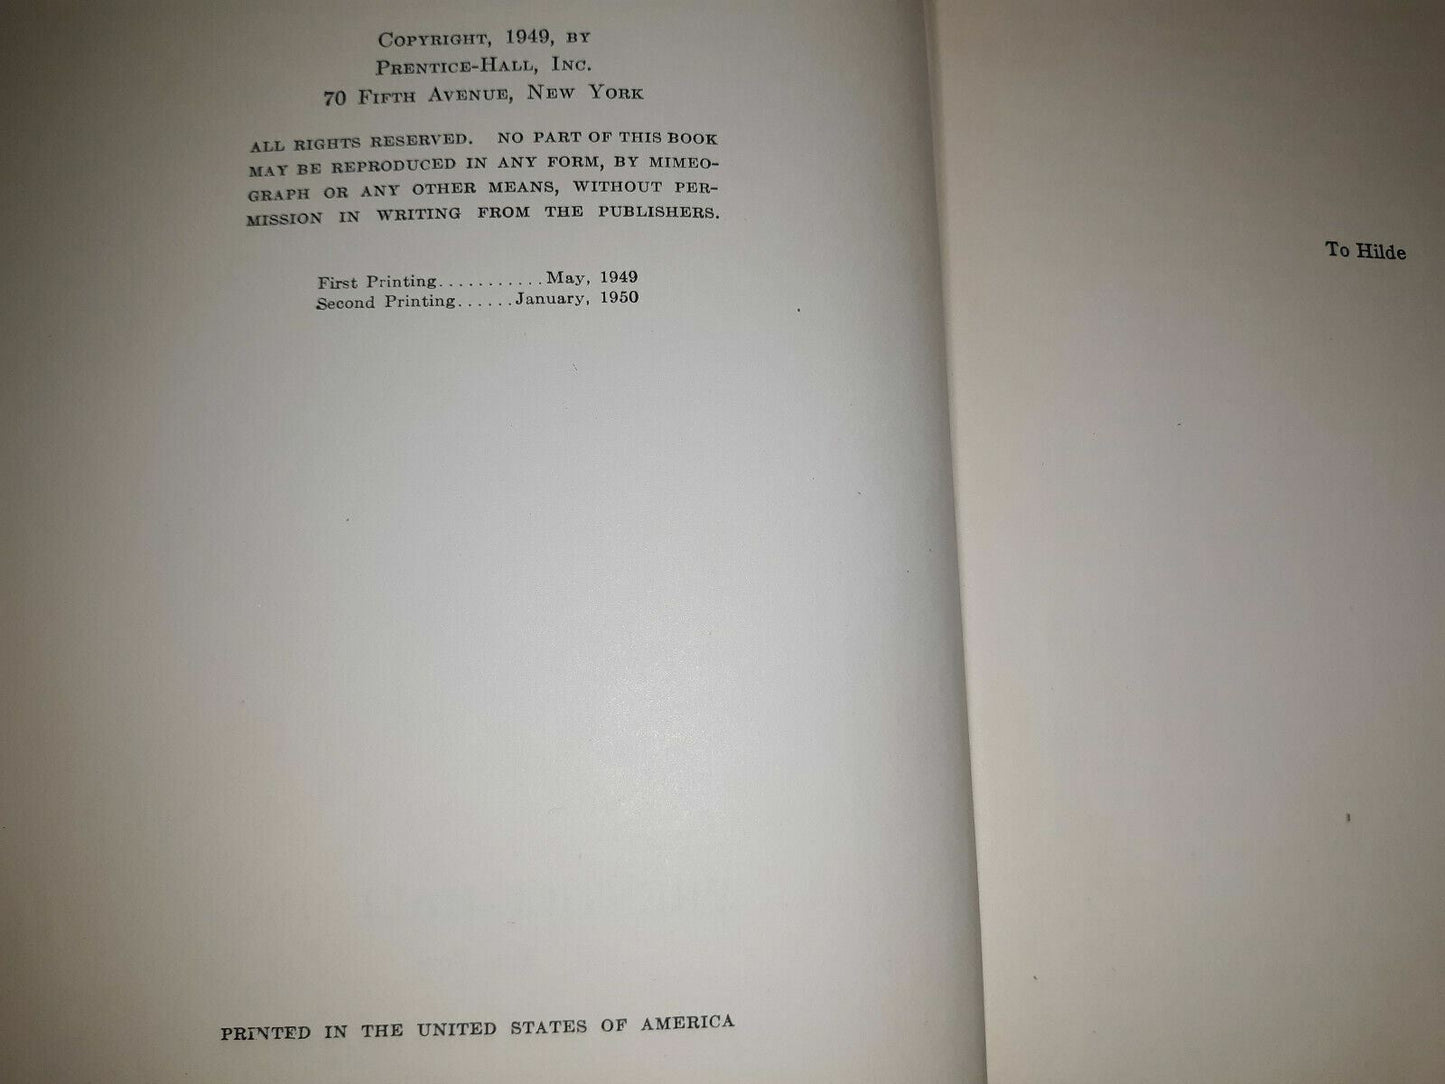 COPYRIGHT, 1949, BY
PRENTICE-HALL, INC.
70 FIFTH AVENUE, NEW YORK
ALL RIGHTS RESERVED. NO PART OF THIS BOOK
MAY BE REPRODUCED IN ANY FORM, BY MIMEO-
GRAPH OR ANY OTHER MEANS, WITHOUT PER-
MISSION IN WRITING FROM THE PUBLISHERS.
First Printing...........May, 1949
Second Printing......January, 1950
PRINTED IN THE UNITED STATES OF AMERICA
To Hilde